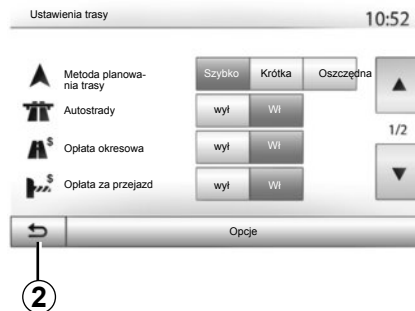 Ustawienia trasy
10:52
Metoda planowa-
nia trasy
Szybko Krótka Oszczędna
Autostrady wył Wł
1/2
$ Opłata okresowa wył Wł
$ Opłata za przejazd wył Wł
Opcje
2